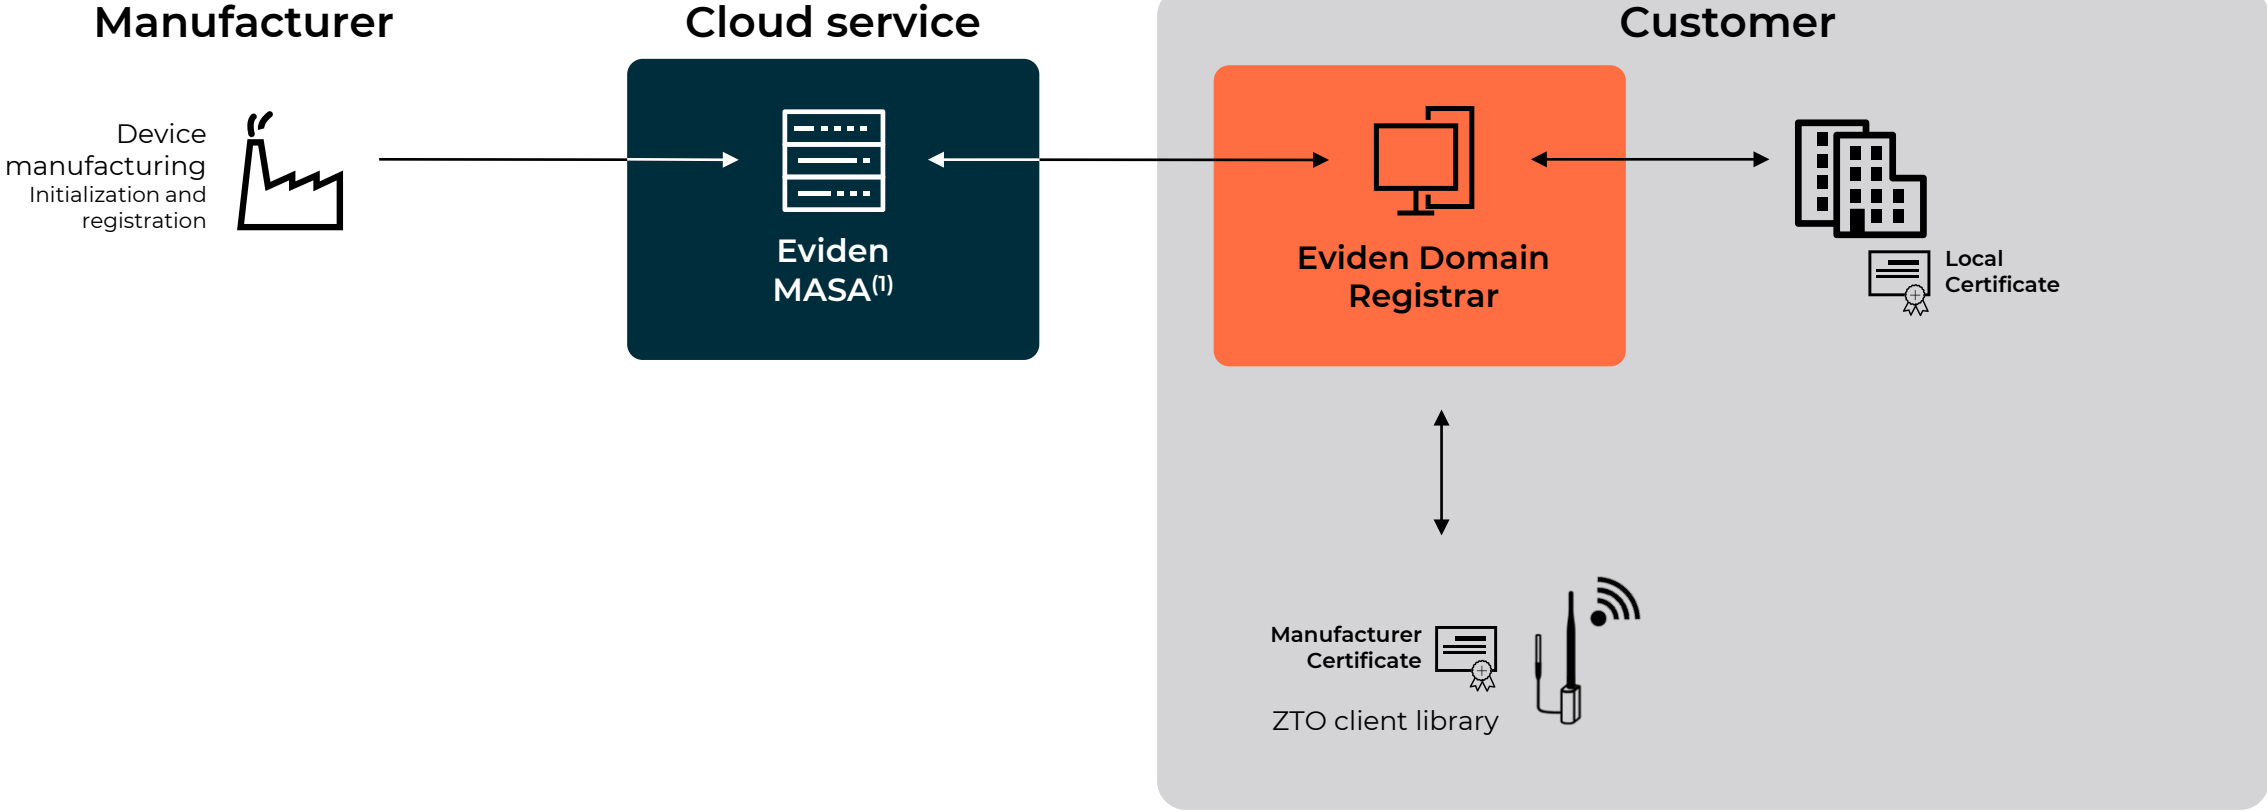 Manufacturer
Cloud service
Customer
Device
manufacturing
Initialization and
registration
Eviden
MASA(1)
Eviden Domain
Registrar
Local
Certificate
Manufacturer
Certificate
ZTO client library